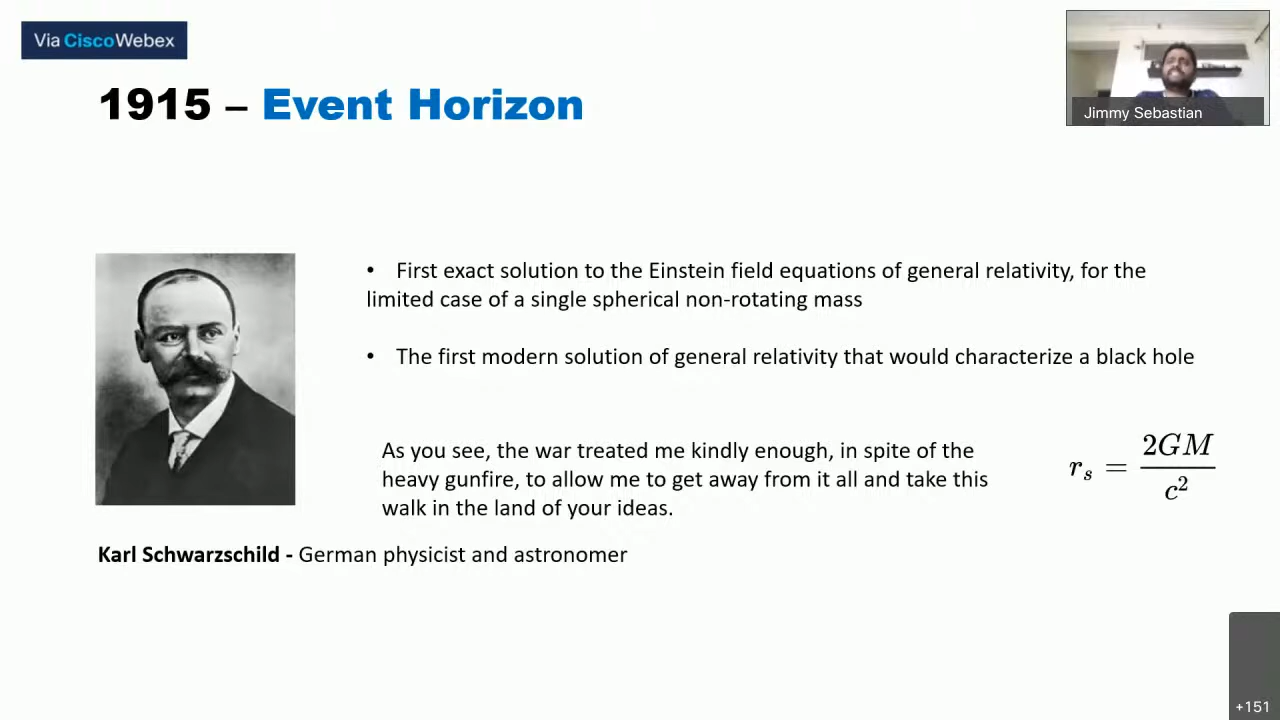 Via CiscoWebex
Jimmy Sebastian
1915 – Event Horizon
• First exact solution to the Einstein field equations of general relativity, for the
limited case of a single spherical non-rotating mass
• The first modern solution of general relativity that would characterize a black hole
As you see, the war treated me kindly enough, in spite of the
heavy gunfire, to allow me to get away from it all and take this
walk in the land of your ideas.
r_s = 2GM / c²
Karl Schwarzschild - German physicist and astronomer
+151